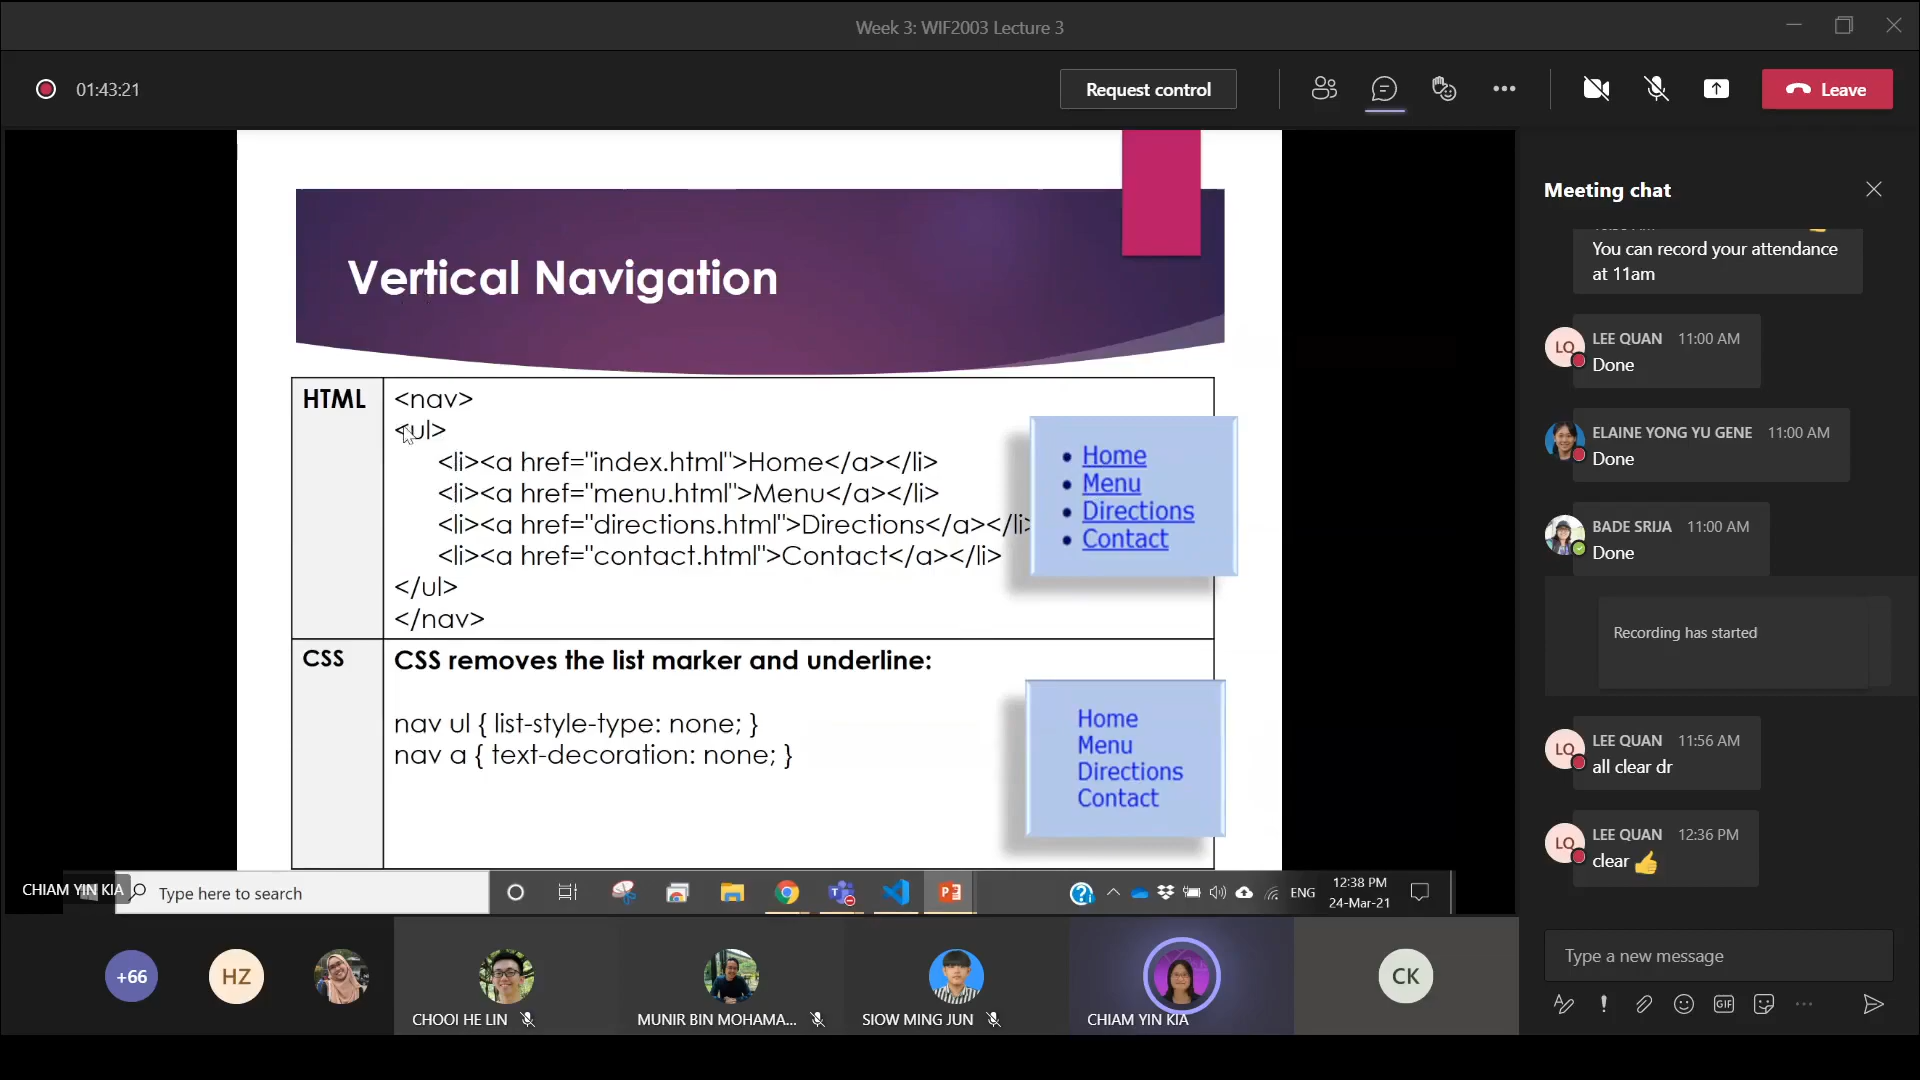 Week 3: WIF2003 Lecture 3
01:43:21
Request control
Leave
Vertical Navigation
HTML
<nav>
<ul>
<li><a href="index.html">Home</a></li>
<li><a href="menu.html">Menu</a></li>
<li><a href="directions.html">Directions</a></li>
<li><a href="contact.html">Contact</a></li>
</ul>
</nav>
Home
Menu
Directions
Contact
CSS
CSS removes the list marker and underline:
nav ul { list-style-type: none; }
nav a { text-decoration: none; }
Home
Menu
Directions
Contact
CHIAM YIN KIA
Type here to search
ENG
12:38 PM
24-Mar-21
+66
HZ
CHOOI HE LIN
MUNIR BIN MOHAMA...
SIOW MING JUN
CHIAM YIN KIA
CK
Meeting chat
You can record your attendance
at 11am
LQ
LEE QUAN 11:00 AM
Done
ELAINE YONG YU GENE 11:00 AM
Done
BADE SRIJA 11:00 AM
Done
Recording has started
LQ
LEE QUAN 11:56 AM
all clear dr
LQ
LEE QUAN 12:36 PM
clear 👍
Type a new message
GIF